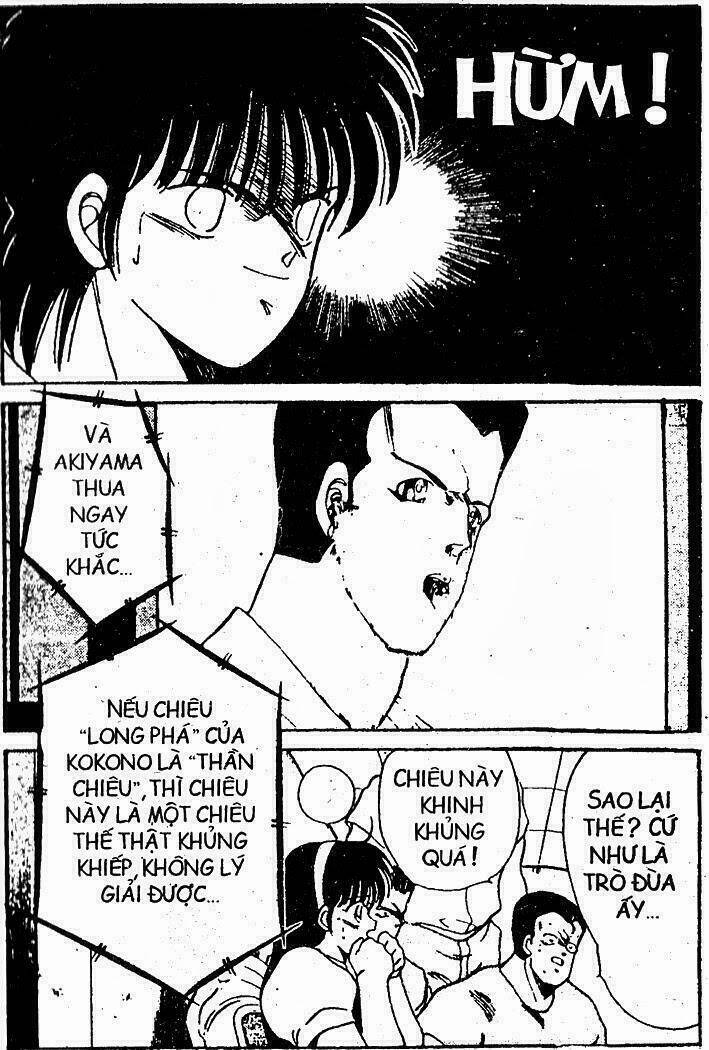 HỪM!
VÀ
AKIYAMA
THUA
NGAY
TỨC
KHẮC...
NẾU CHIÊU
"LONG PHÁ" CỦA
KOKONO LÀ "THẦN
CHIÊU", THÌ CHIÊU
NÀY LÀ MỘT CHIÊU
THẾ THẬT KHỦNG
KHIẾP, KHÔNG LÝ
GIẢI ĐƯỢC...
CHIÊU NÀY
KHINH
KHỦNG
QUÁ!
SAO LẠI
THẾ? CỨ
NHƯ LÀ
TRÒ ĐÙA
ẤY...